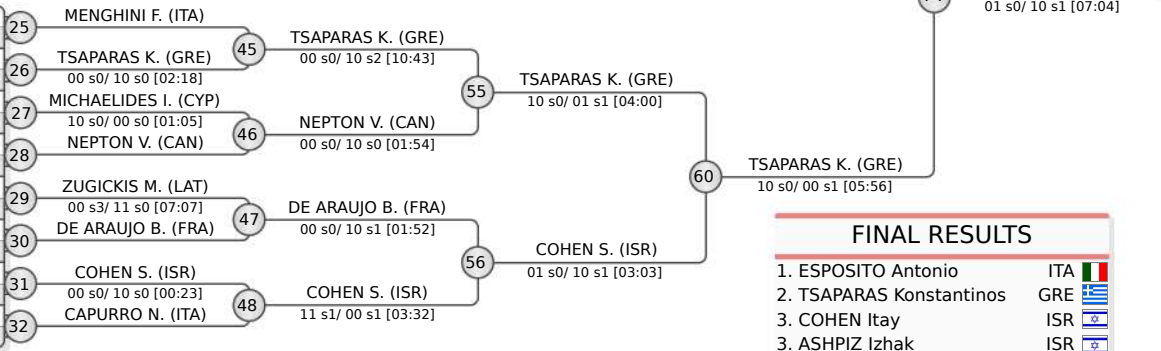 01 s0/ 10 s1 [07:04]
25
MENGHINI F. (ITA)
45
TSAPARAS K. (GRE)
00 s0/ 10 s2 [10:43]
26
TSAPARAS K. (GRE)
00 s0/ 10 s0 [02:18]
55
TSAPARAS K. (GRE)
10 s0/ 01 s1 [04:00]
27
MICHAELIDES I. (CYP)
10 s0/ 00 s0 [01:05]
46
NEPTON V. (CAN)
00 s0/ 10 s0 [01:54]
28
NEPTON V. (CAN)
60
TSAPARAS K. (GRE)
10 s0/ 00 s1 [05:56]
29
ZUGICKIS M. (LAT)
00 s3/ 11 s0 [07:07]
47
DE ARAUJO B. (FRA)
00 s0/ 10 s1 [01:52]
30
DE ARAUJO B. (FRA)
56
COHEN S. (ISR)
01 s0/ 10 s1 [03:03]
31
COHEN S. (ISR)
00 s0/ 10 s0 [00:23]
48
COHEN S. (ISR)
11 s1/ 00 s1 [03:32]
32
CAPURRO N. (ITA)
FINAL RESULTS
1. ESPOSITO Antonio ITA
2. TSAPARAS Konstantinos GRE
3. COHEN Itay ISR
3. ASHPIZ Izhak ISR